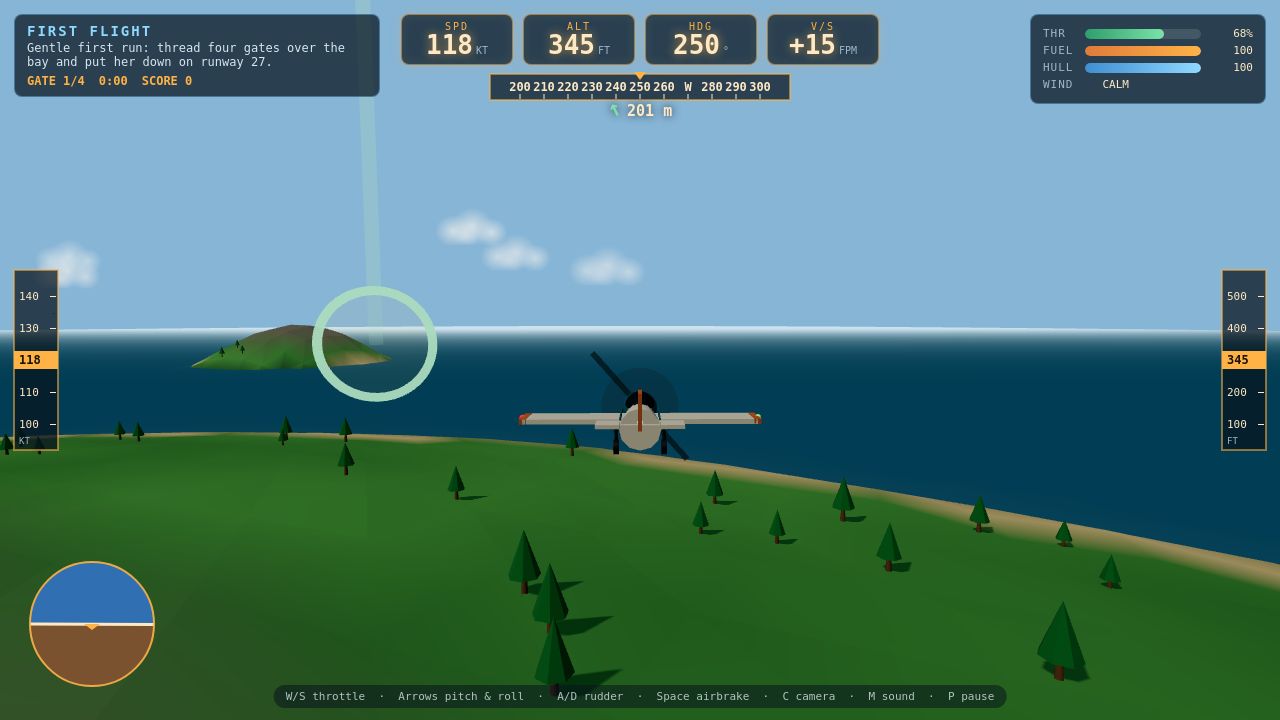 FIRST FLIGHT
Gentle first run: thread four gates over the
bay and put her down on runway 27.
GATE 1/4 0:00 SCORE 0
SPD
118 KT
ALT
345 FT
HDG
250°
V/S
+15 FPM
200 210 220 230 240 250 260 W 280 290 300
201 m
THR 68%
FUEL 100
HULL 100
WIND CALM
140
130
118
110
100
KT
500
400
345
200
100
FT
W/S throttle · Arrows pitch & roll · A/D rudder · Space airbrake · C camera · M sound · P pause